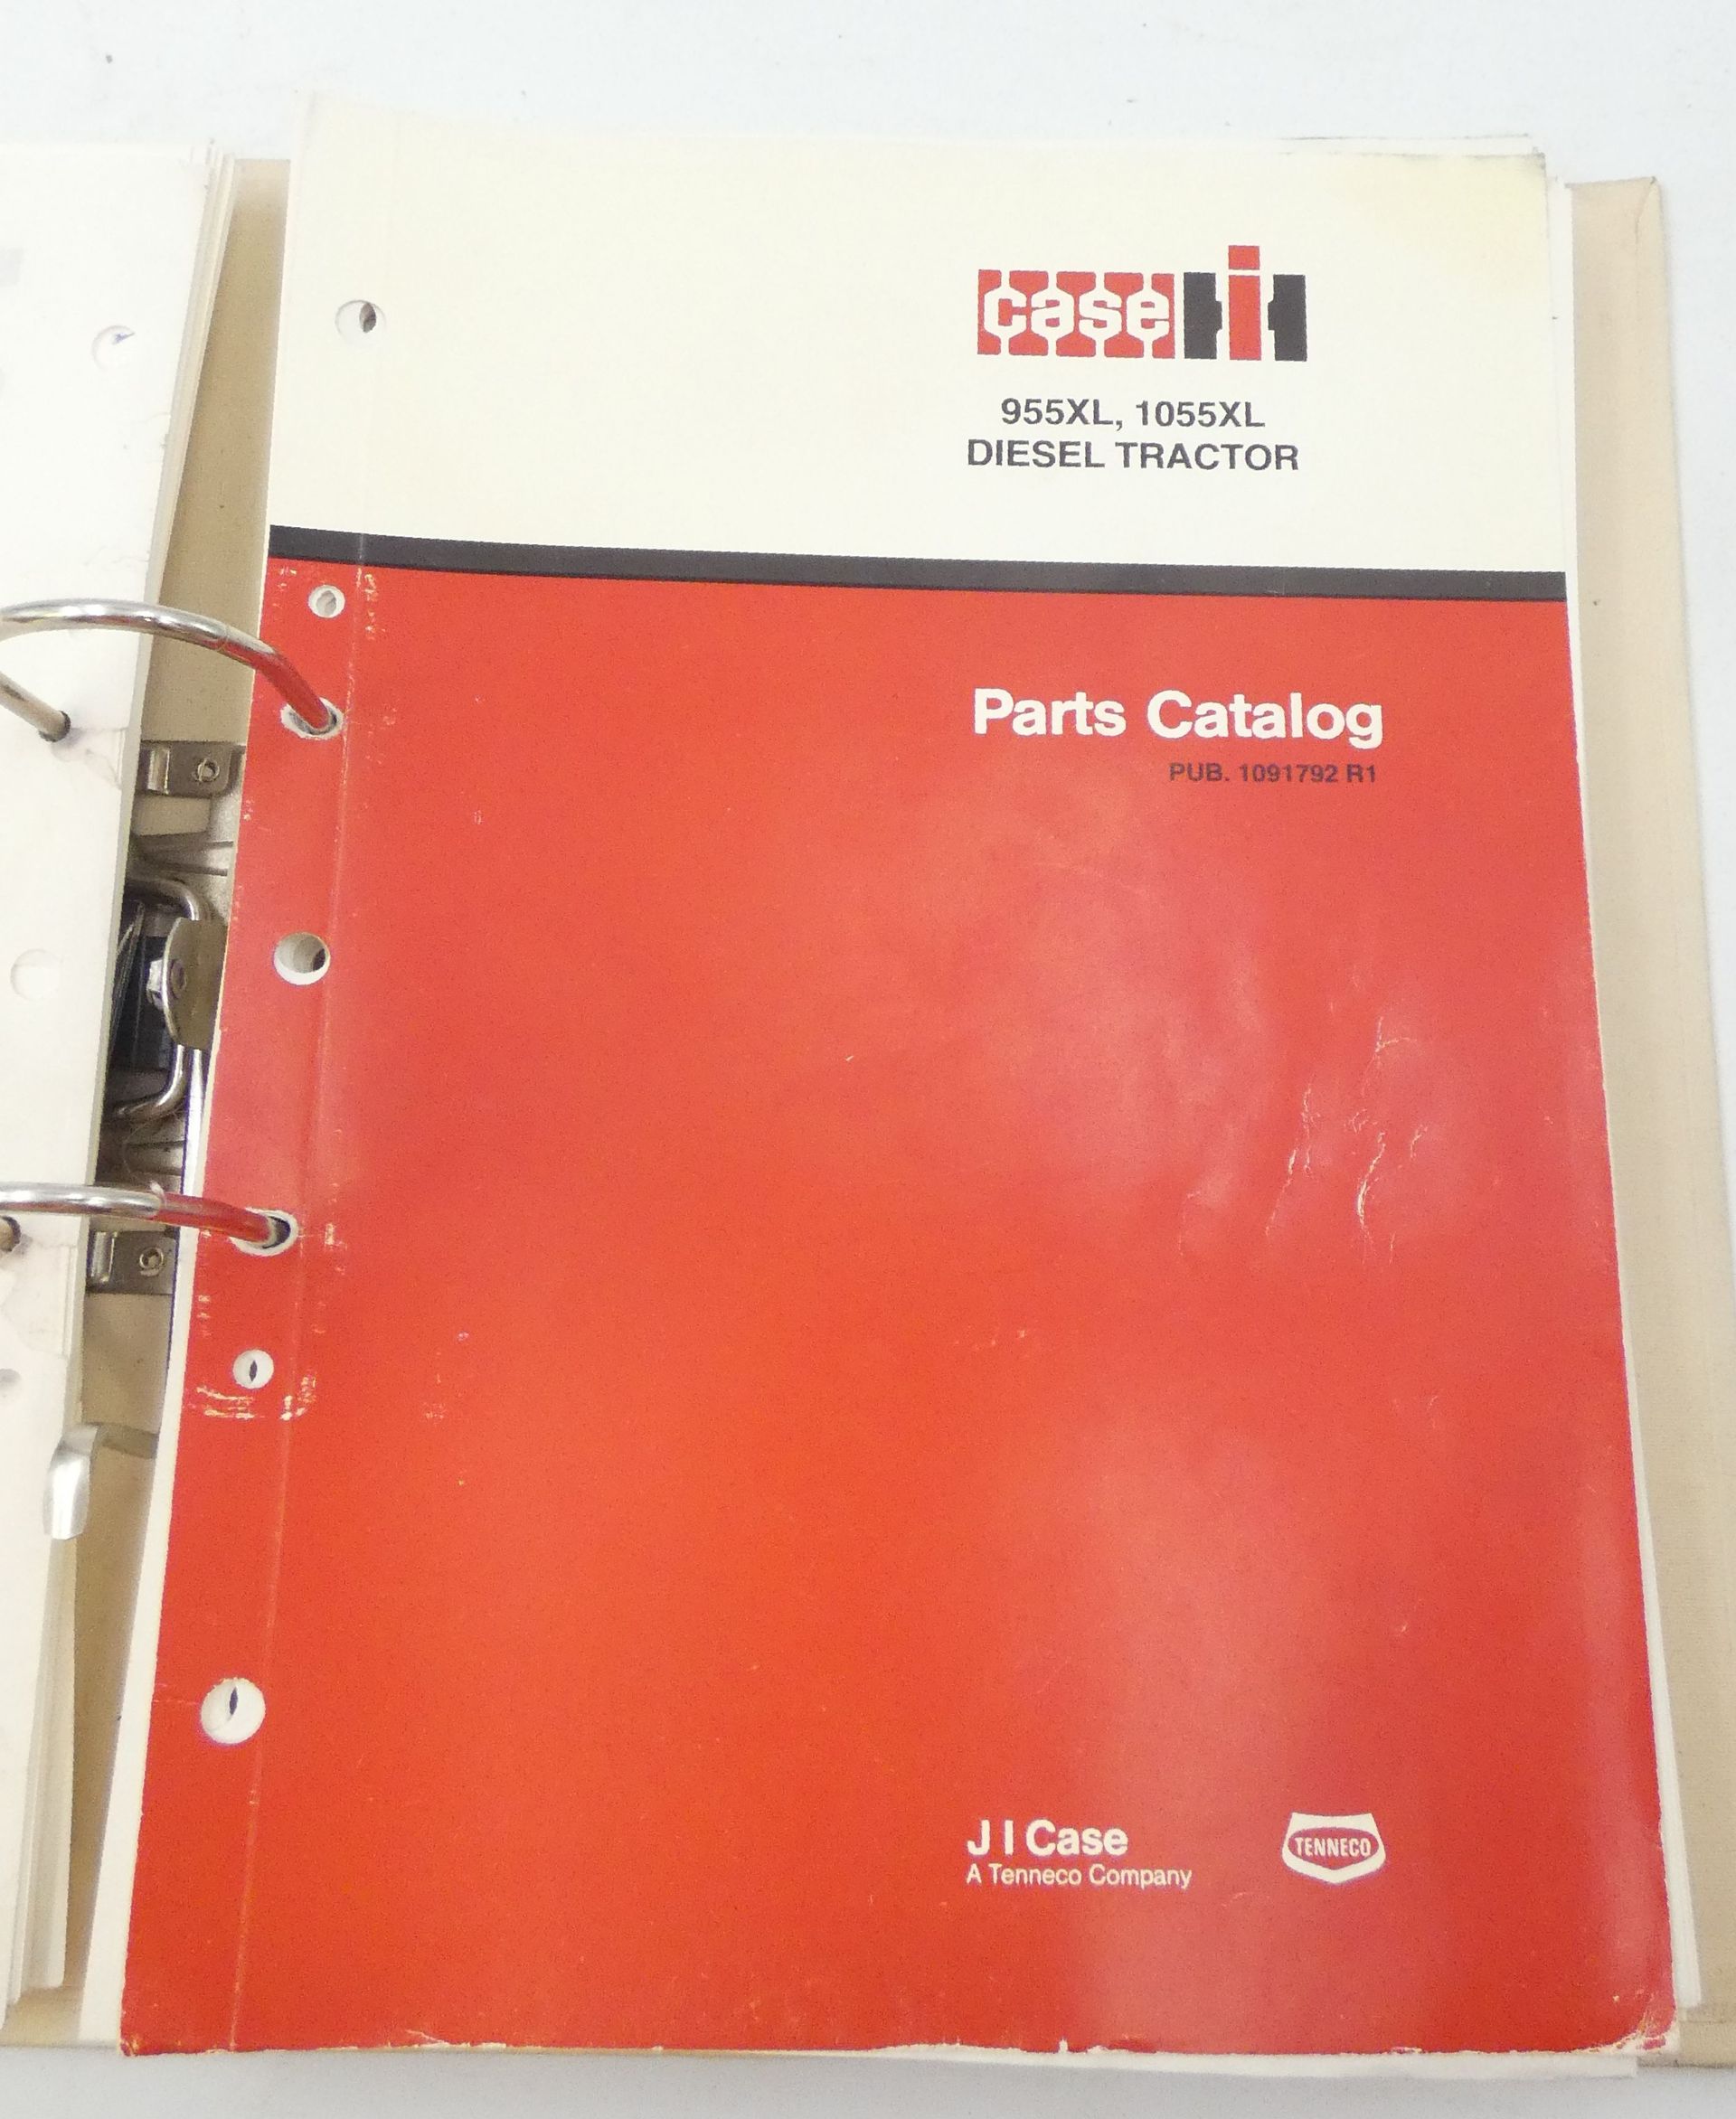 case IH
955XL, 1055XL
DIESEL TRACTOR
Parts Catalog
PUB. 1091792 R1
J I Case
A Tenneco Company
TENNECO